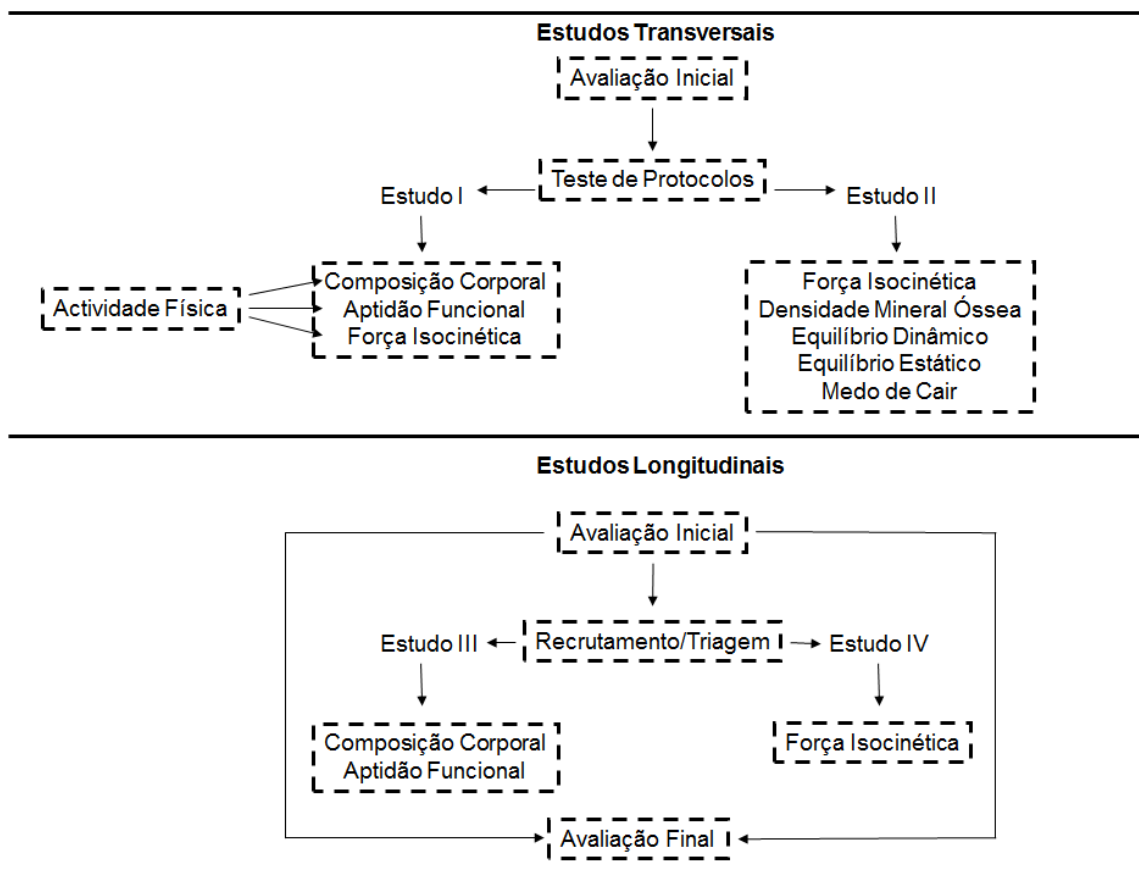 Estudos Transversais
Avaliação Inicial
Teste de Protocolos
Estudo I
Estudo II
Actividade Física
Composição Corporal
Aptidão Funcional
Força Isocinética
Força Isocinética
Densidade Mineral Óssea
Equilíbrio Dinâmico
Equilíbrio Estático
Medo de Cair
Estudos Longitudinais
Avaliação Inicial
Recrutamento/Triagem
Estudo III
Estudo IV
Composição Corporal
Aptidão Funcional
Força Isocinética
Avaliação Final